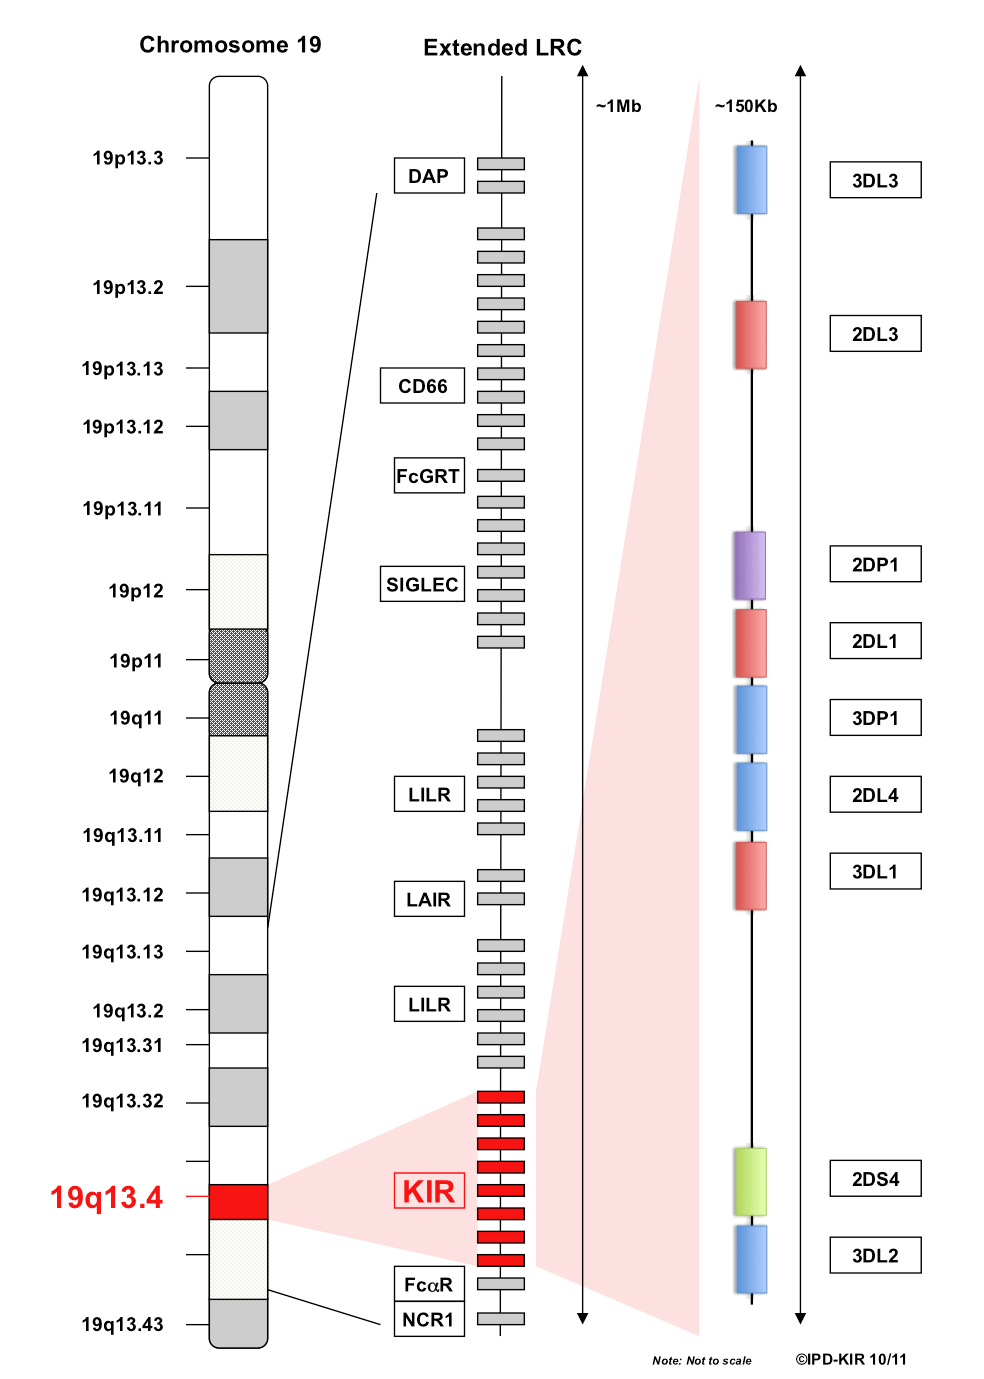 Chromosome 19
Extended LRC
~1Mb
~150Kb
19p13.3
19p13.2
19p13.13
19p13.12
19p13.11
19p12
19p11
19q11
19q12
19q13.11
19q13.12
19q13.13
19q13.2
19q13.31
19q13.32
19q13.4
19q13.43
DAP
CD66
FcGRT
SIGLEC
LILR
LAIR
LILR
KIR
FcαR
NCR1
3DL3
2DL3
2DP1
2DL1
3DP1
2DL4
3DL1
2DS4
3DL2
Note: Not to scale
©IPD-KIR 10/11